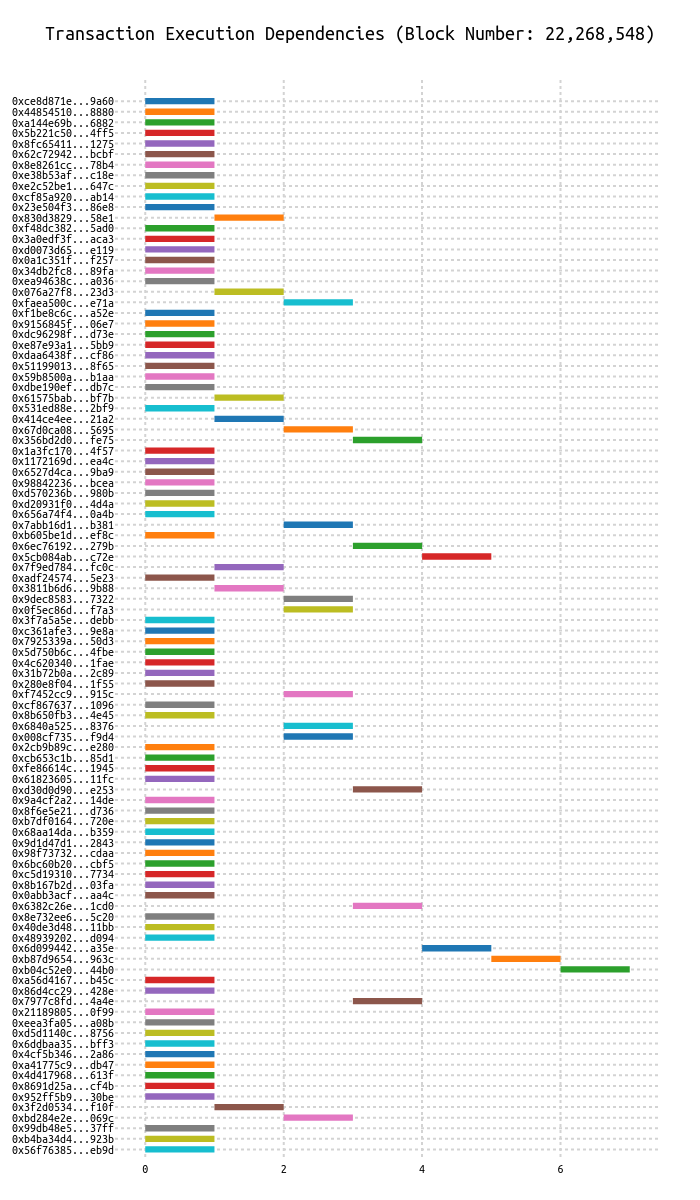 Transaction Execution Dependencies (Block Number: 22,268,548)
0xce8d871e...9a60
0x44854510...8880
0xa144e69b...6882
0x5b221c50...4ff5
0x8fc65411...1275
0x62c72942...bcbf
0x8e8261cc...78b4
0xe38b53af...c18e
0xe2c52be1...647c
0xcf85a920...ab14
0x23e504f3...86e8
0x830d3829...58e1
0xf48dc382...5ad0
0x3a0edf3f...aca3
0xd0073d65...e119
0x0a1c351f...f257
0x34db2fc8...89fa
0xea94638c...a036
0x076a27f8...23d3
0xfaea500c...e71a
0xf1be8c6c...a52e
0x9156845f...06e7
0xdc96298f...d73e
0xe87e93a1...5bb9
0xdaa6438f...cf86
0x51199013...8f65
0x59b8500a...b1aa
0xdbe190ef...db7c
0x61575bab...bf7b
0x531ed88e...2bf9
0x414ce4ee...21a2
0x67d0ca08...5695
0x356bd2d0...fe75
0x1a3fc170...4f57
0x1172169d...ea4c
0x6527d4ca...9ba9
0x98842236...bcea
0xd570236b...980b
0xd20931f0...4d4a
0x656a74f4...0a4b
0x7abb16d1...b381
0xb605be1d...ef8c
0x6ec76192...279b
0x5cb084ab...c72e
0x7f9ed784...fc0c
0xadf24574...5e23
0x3811b6d6...9b88
0x9dec8583...7322
0x0f5ec86d...f7a3
0x3f7a5a5e...debb
0xc361afe3...9e8a
0x7925339a...50d3
0x5d750b6c...4fbe
0x4c620340...1fae
0x31b72b0a...2c89
0x280e8f04...1f55
0xf7452cc9...915c
0xcf867637...1096
0x8b650fb3...4e45
0x6840a525...8376
0x008cf735...f9d4
0x2cb9b89c...e280
0xcb653c1b...85d1
0xfe86614c...1945
0x61823605...11fc
0xd30d0d90...e253
0x9a4cf2a2...14de
0x8f6e5e21...d736
0xb7df0164...720e
0x68aa14da...b359
0x9d1d47d1...2843
0x98f73732...cdaa
0x6bc60b20...cbf5
0xc5d19310...7734
0x8b167b2d...03fa
0x0abb3acf...aa4c
0x6382c26e...1cd0
0x8e732ee6...5c20
0x40de3d48...11bb
0x48939202...d094
0x6d099442...a35e
0xb87d9654...963c
0xb04c52e0...44b0
0xa56d4167...b45c
0x86d4cc29...428e
0x7977c8fd...4a4e
0x21189805...0f99
0xeea3fa05...a08b
0xd5d1140c...8756
0x6ddbaa35...bff3
0x4cf5b346...2a86
0xa41775c9...db47
0x4d417968...613f
0x8691d25a...cf4b
0x952ff5b9...30be
0x3f2d0534...f10f
0xbd284e2e...069c
0x99db48e5...37ff
0xb4ba34d4...923b
0x56f76385...eb9d
0 2 4 6